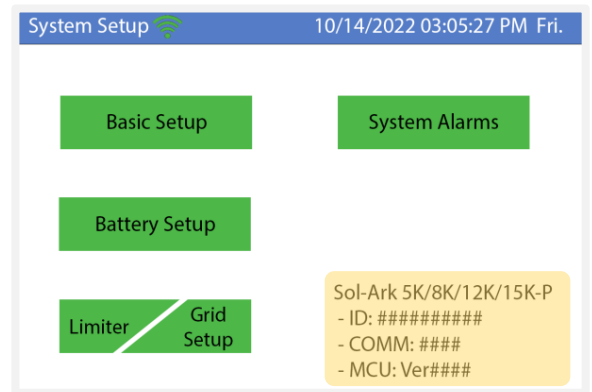 System Setup 10/14/2022 03:05:27 PM Fri.
Basic Setup
System Alarms
Battery Setup
Limiter
Grid
Setup
Sol-Ark 5K/8K/12K/15K-P
- ID: ##########
- COMM: ####
- MCU: Ver####